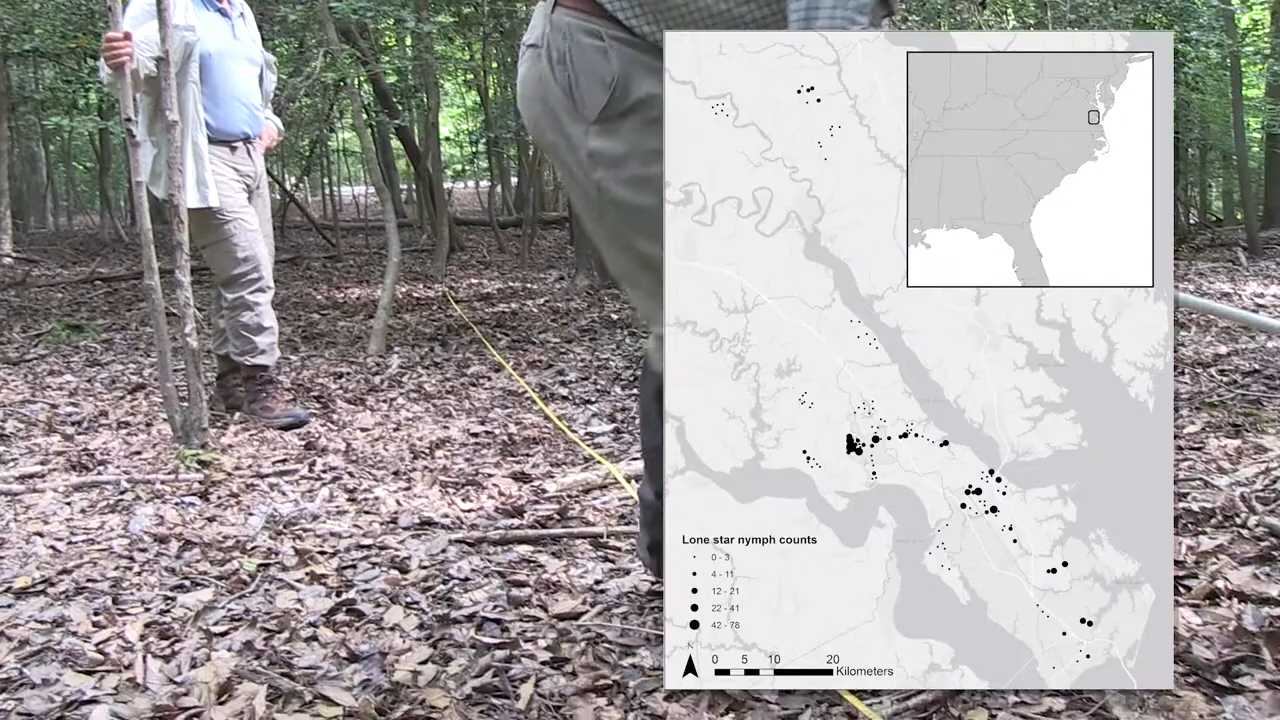 Lone star nymph counts
0 - 3
4 - 11
12 - 21
22 - 41
42 - 78
N
0 5 10 20
Kilometers